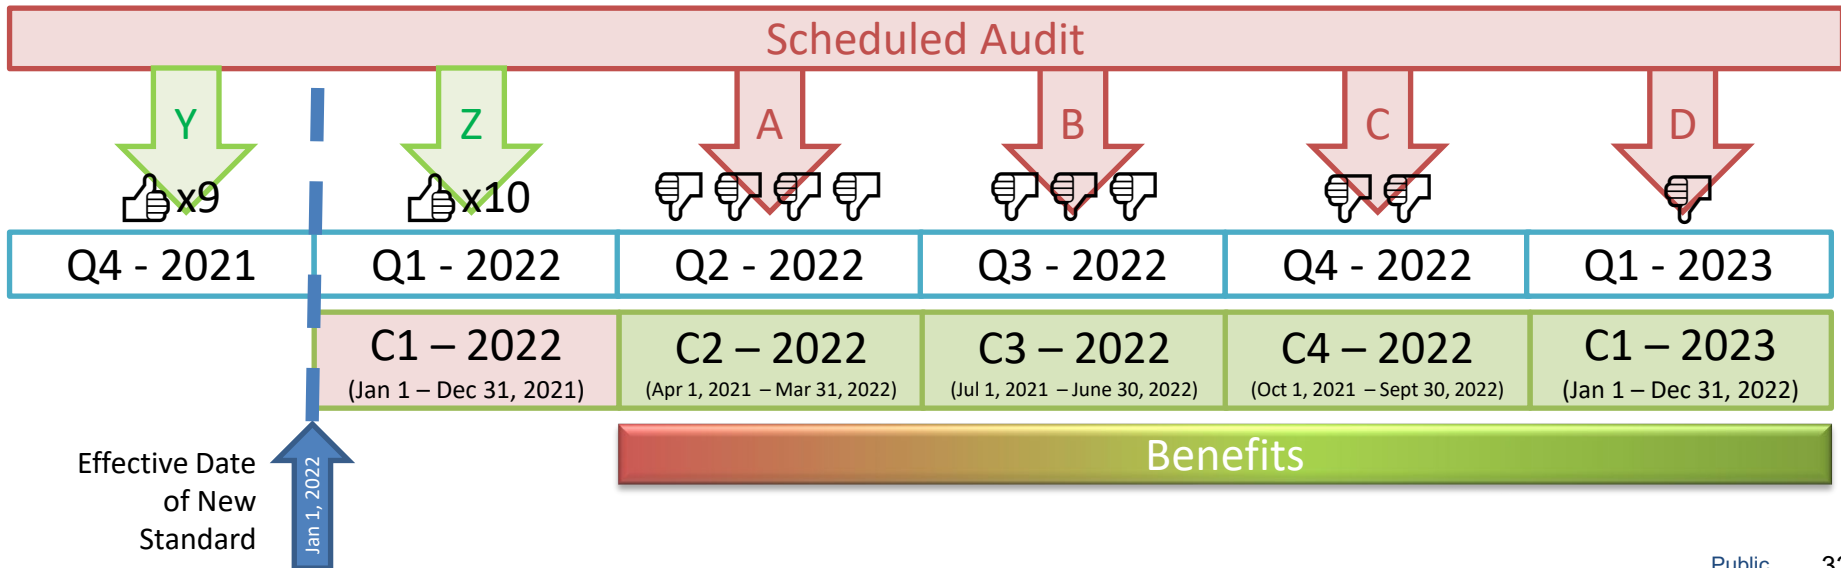 Scheduled Audit
Y
Z
A
B
C
D
x9
x10
Q4 - 2021
Q1 - 2022
Q2 - 2022
Q3 - 2022
Q4 - 2022
Q1 - 2023
C1 – 2022
(Jan 1 – Dec 31, 2021)
C2 – 2022
(Apr 1, 2021 – Mar 31, 2022)
C3 – 2022
(Jul 1, 2021 – June 30, 2022)
C4 – 2022
(Oct 1, 2021 – Sept 30, 2022)
C1 – 2023
(Jan 1 – Dec 31, 2022)
Benefits
Effective Date
of New
Standard
Jan 1, 2022
Public